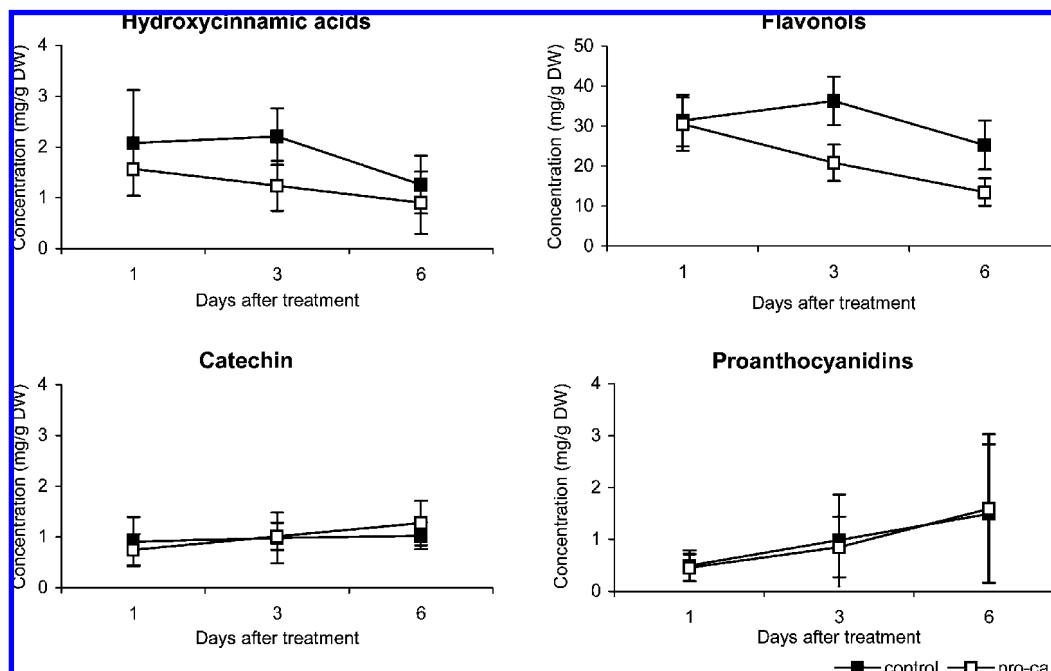 Hydroxycinnamic acids
Concentration (mg/g DW)
4
3
2
1
0
1 3 6
Days after treatment
Flavonols
Concentration (mg/g DW)
50
40
30
20
10
0
1 3 6
Days after treatment
Catechin
Concentration (mg/g DW)
4
3
2
1
0
1 3 6
Days after treatment
Proanthocyanidins
Concentration (mg/g DW)
4
3
2
1
0
1 3 6
Days after treatment
control pro-ca